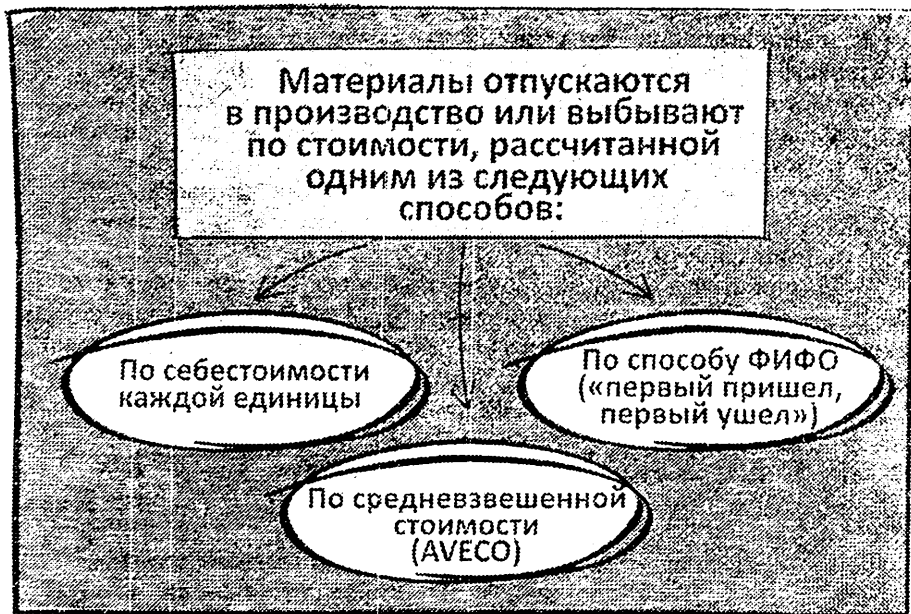 Материалы отпускаются
в производство или выбывают
по стоимости, рассчитанной
одним из следующих
способов:
По себестоимости
каждой единицы
По способу ФИФО
(«первый пришел,
первый ушел»)
По средневзвешенной
стоимости
(AVECO)